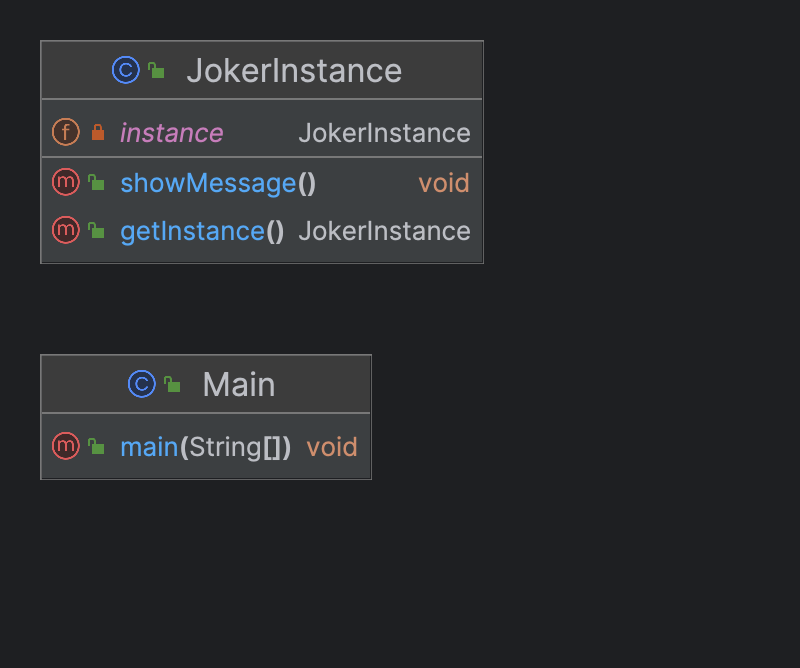 C JokerInstance
f instance JokerInstance
m showMessage() void
m getInstance() JokerInstance
C Main
m main(String[]) void